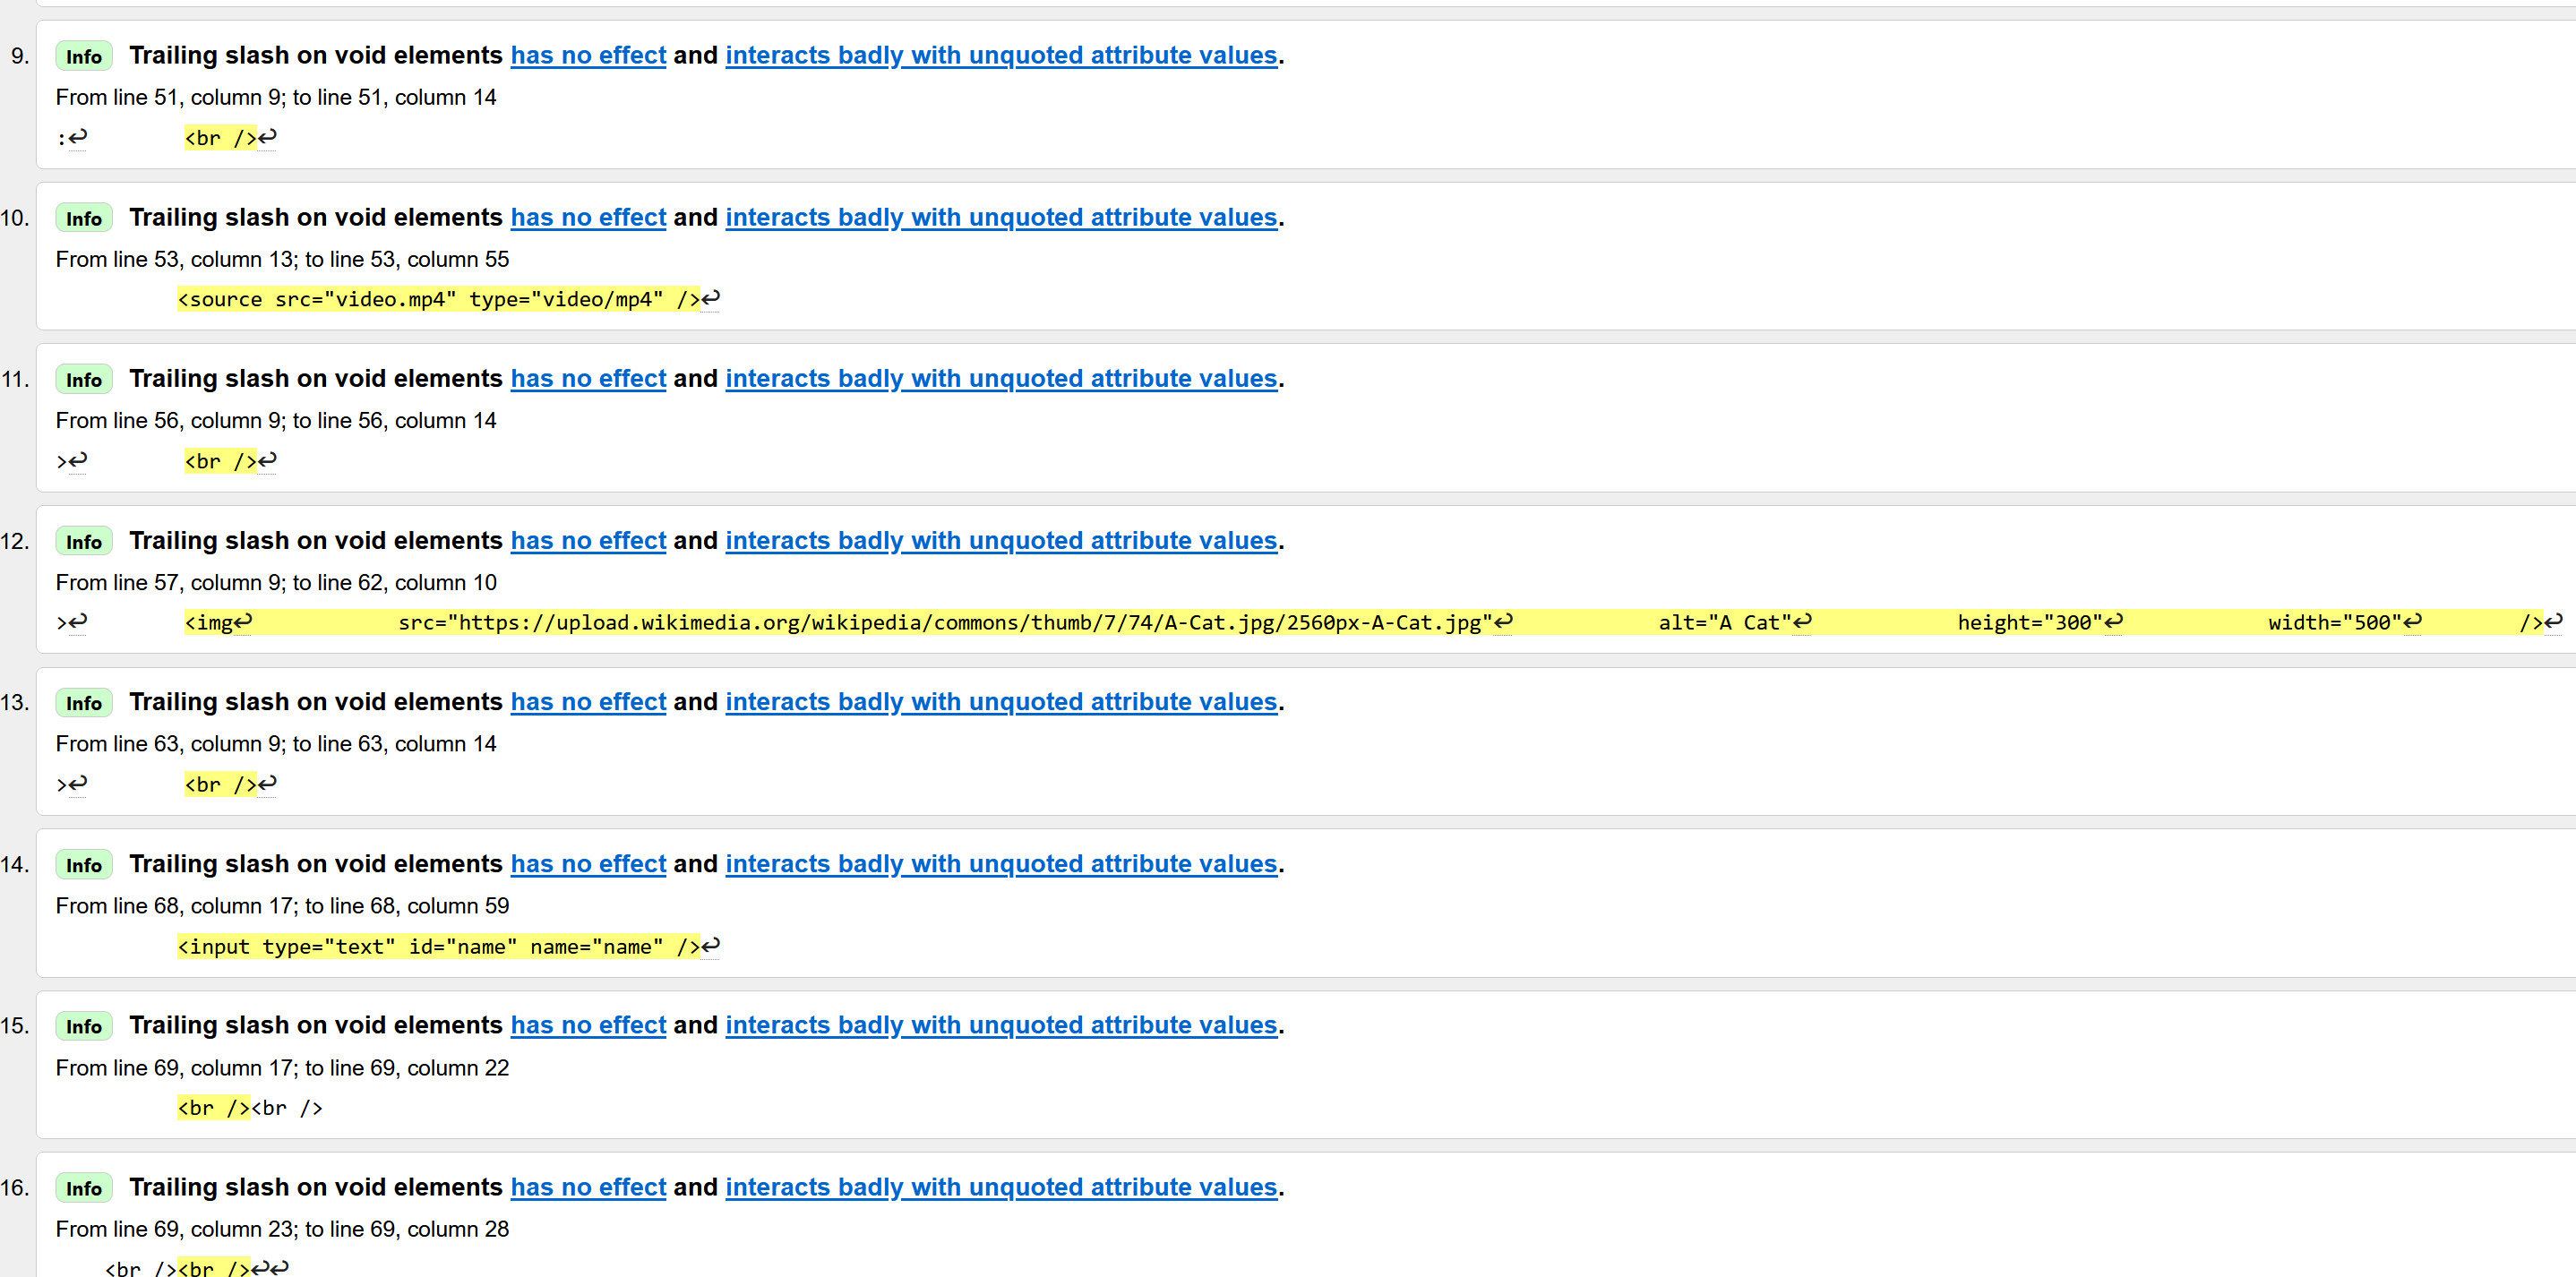 9. Info Trailing slash on void elements has no effect and interacts badly with unquoted attribute values.
From line 51, column 9; to line 51, column 14
:↩ <br />↩
10. Info Trailing slash on void elements has no effect and interacts badly with unquoted attribute values.
From line 53, column 13; to line 53, column 55
<source src="video.mp4" type="video/mp4" />↩
11. Info Trailing slash on void elements has no effect and interacts badly with unquoted attribute values.
From line 56, column 9; to line 56, column 14
>↩ <br />↩
12. Info Trailing slash on void elements has no effect and interacts badly with unquoted attribute values.
From line 57, column 9; to line 62, column 10
>↩ <img↩ src="https://upload.wikimedia.org/wikipedia/commons/thumb/7/74/A-Cat.jpg/2560px-A-Cat.jpg"↩ alt="A Cat"↩ height="300"↩ width="500"↩ />↩
13. Info Trailing slash on void elements has no effect and interacts badly with unquoted attribute values.
From line 63, column 9; to line 63, column 14
>↩ <br />↩
14. Info Trailing slash on void elements has no effect and interacts badly with unquoted attribute values.
From line 68, column 17; to line 68, column 59
<input type="text" id="name" name="name" />↩
15. Info Trailing slash on void elements has no effect and interacts badly with unquoted attribute values.
From line 69, column 17; to line 69, column 22
<br /><br />
16. Info Trailing slash on void elements has no effect and interacts badly with unquoted attribute values.
From line 69, column 23; to line 69, column 28
<br /><br />↩↩